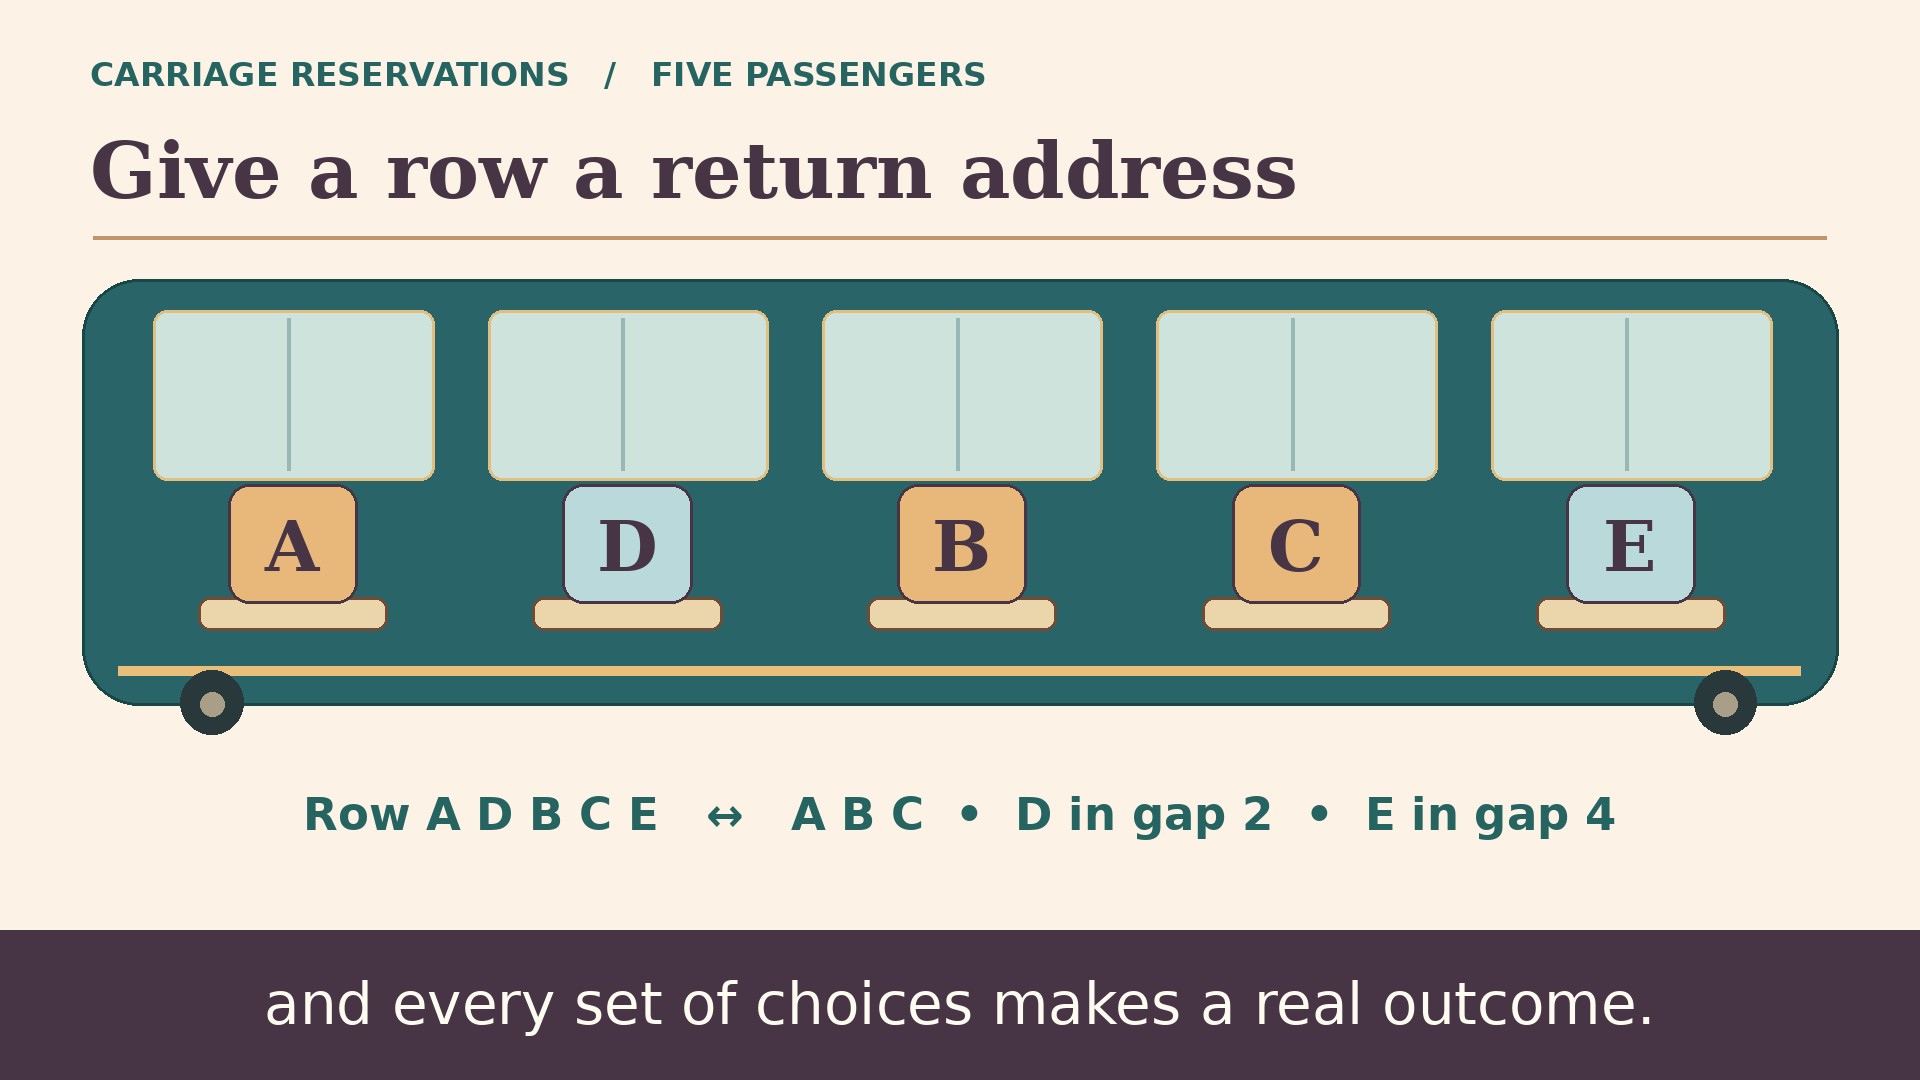 CARRIAGE RESERVATIONS / FIVE PASSENGERS
Give a row a return address
A D B C E
Row A D B C E ↔ A B C • D in gap 2 • E in gap 4
and every set of choices makes a real outcome.